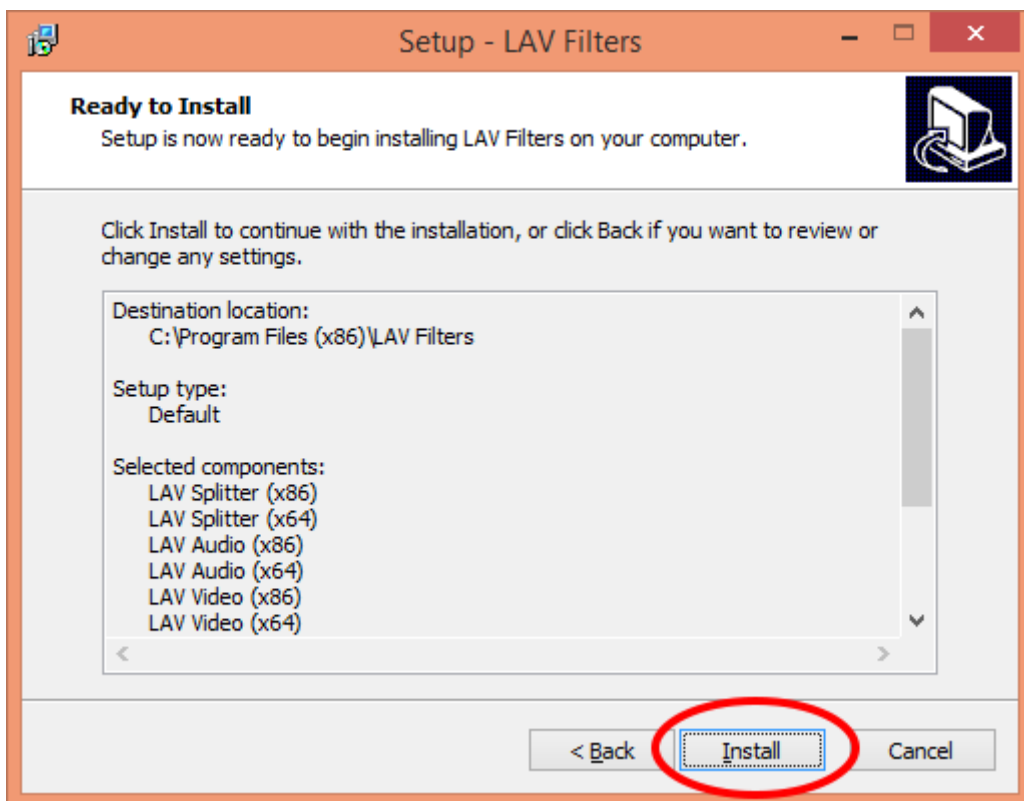 Setup - LAV Filters
Ready to Install
Setup is now ready to begin installing LAV Filters on your computer.
Click Install to continue with the installation, or click Back if you want to review or
change any settings.
Destination location:
C:\Program Files (x86)\LAV Filters
Setup type:
Default
Selected components:
LAV Splitter (x86)
LAV Splitter (x64)
LAV Audio (x86)
LAV Audio (x64)
LAV Video (x86)
LAV Video (x64)
< Back Install Cancel